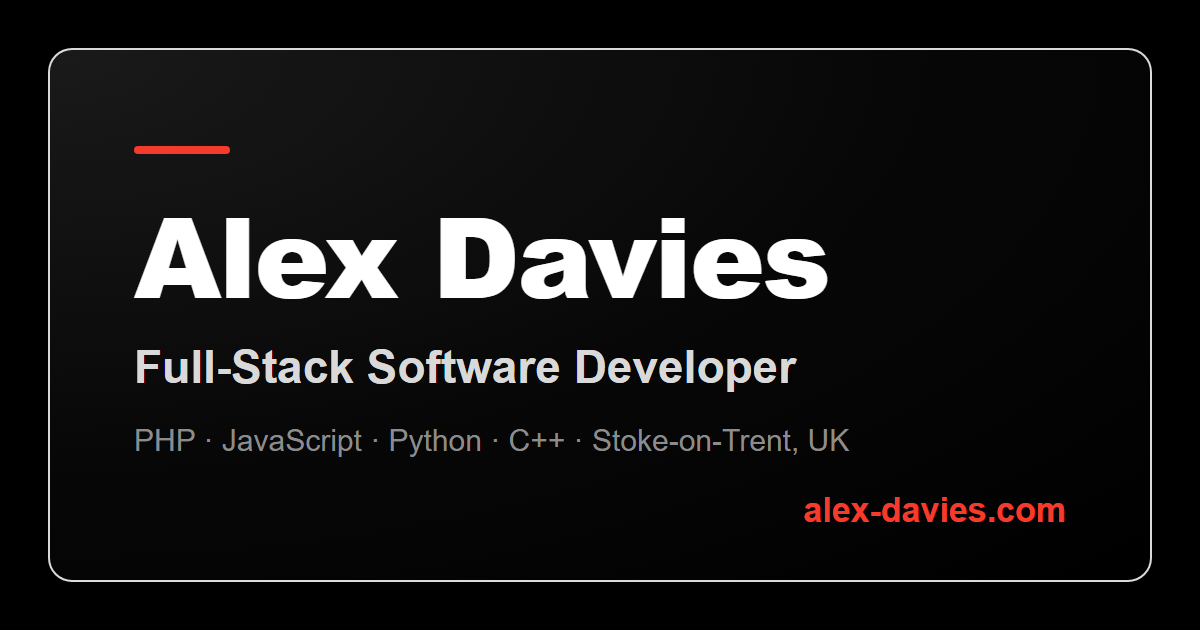 Alex Davies
Full-Stack Software Developer
PHP · JavaScript · Python · C++ · Stoke-on-Trent, UK
alex-davies.com